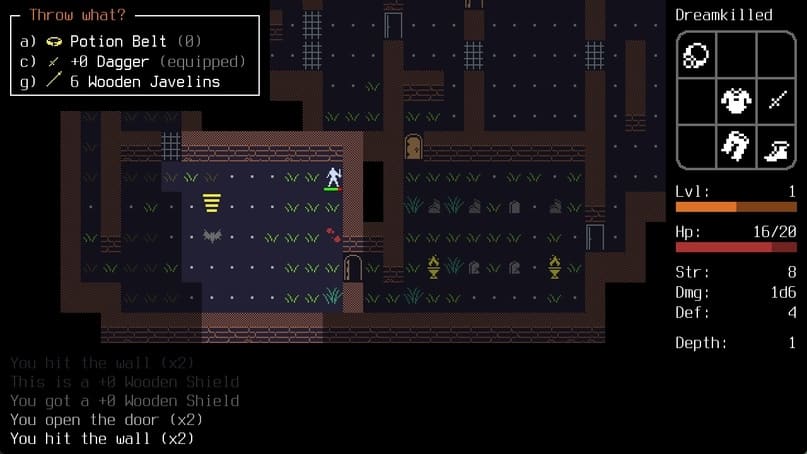 Throw what?
a) Potion Belt (0)
c) +0 Dagger (equipped)
g) 6 Wooden Javelins
Dreamkilled
Lvl: 1
Hp: 16/20
Str: 8
Dmg: 1d6
Def: 4
Depth: 1
You hit the wall (x2)
This is a +0 Wooden Shield
You got a +0 Wooden Shield
You open the door (x2)
You hit the wall (x2)